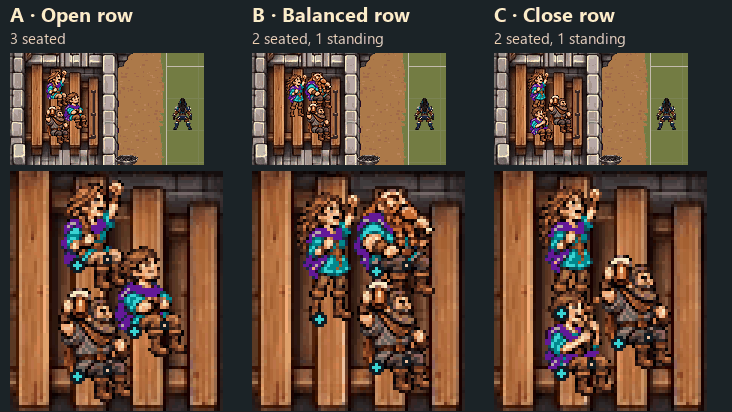 A · Open row
3 seated
B · Balanced row
2 seated, 1 standing
C · Close row
2 seated, 1 standing